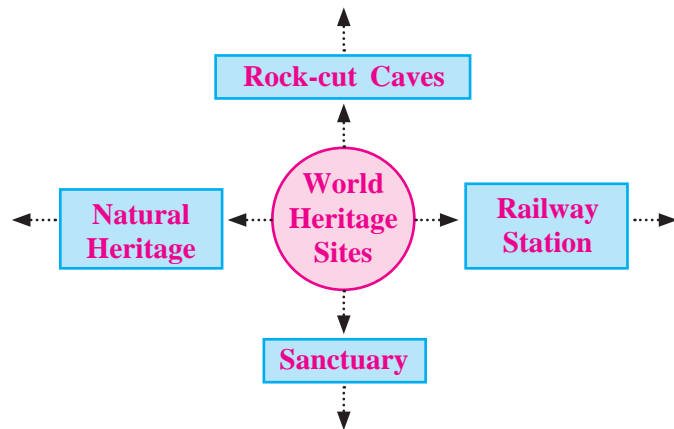 Rock-cut Caves
World
Heritage
Sites
Natural
Heritage
Railway
Station
Sanctuary